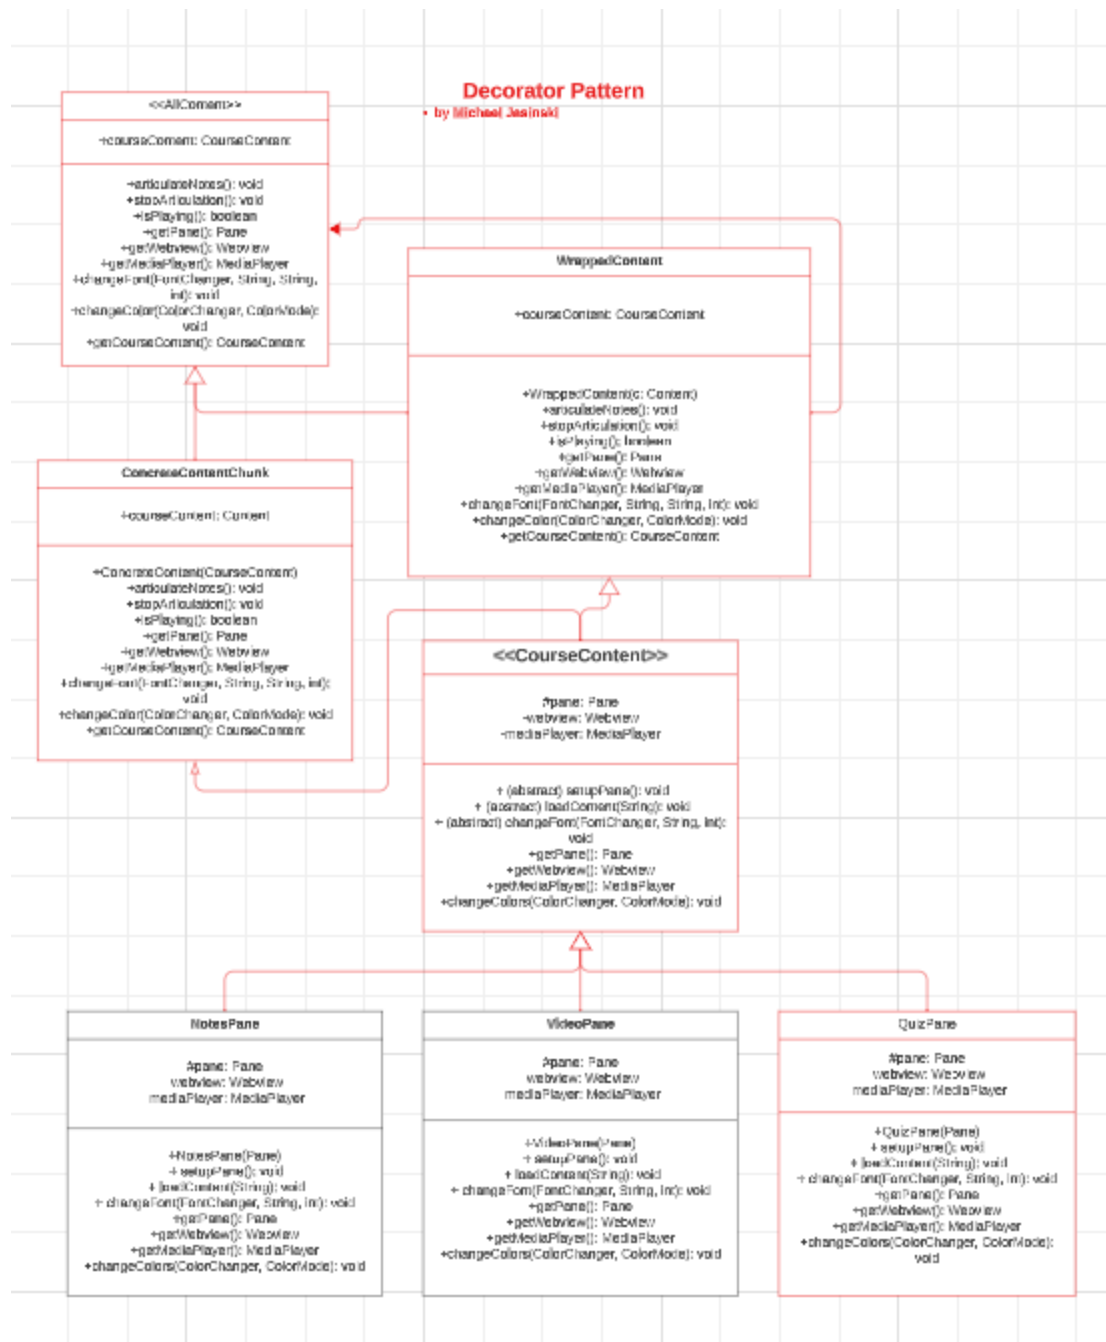 Decorator Pattern
• by Michael Jasinski
<<AllContent>>
+courseContent: CourseContent
+articulateNotes(): void
+stopArticulation(): void
+isPlaying(): boolean
+getPane(): Pane
+getWebview(): Webview
+getMediaPlayer(): MediaPlayer
+changeFont(FontChanger, String, String,
int): void
+changeColor(ColorChanger, ColorMode):
void
+getCourseContent(): CourseContent
WrappedContent
+courseContent: CourseContent
+WrappedContent(c: Content)
+articulateNotes(): void
+stopArticulation(): void
+isPlaying(): boolean
+getPane(): Pane
+getWebview(): Webview
+getMediaPlayer(): MediaPlayer
+changeFont(FontChanger, String, String, int): void
+changeColor(ColorChanger, ColorMode): void
+getCourseContent(): CourseContent
ConcreteContentChunk
+courseContent: Content
+ConcreteContent(CourseContent)
+articulateNotes(): void
+stopArticulation(): void
+isPlaying(): boolean
+getPane(): Pane
+getWebview(): Webview
+getMediaPlayer(): MediaPlayer
+changeFont(FontChanger, String, String, int):
void
+changeColor(ColorChanger, ColorMode): void
+getCourseContent(): CourseContent
<<CourseContent>>
#pane: Pane
-webview: Webview
-mediaPlayer: MediaPlayer
+ (abstract) setupPane(): void
+ (abstract) loadContent(String): void
+ (abstract) changeFont(FontChanger, String, int):
void
+getPane(): Pane
+getWebview(): Webview
+getMediaPlayer(): MediaPlayer
+changeColors(ColorChanger, ColorMode): void
NotesPane
#pane: Pane
webview: Webview
mediaPlayer: MediaPlayer
+NotesPane(Pane)
+ setupPane(): void
+ loadContent(String): void
+ changeFont(FontChanger, String, int): void
+getPane(): Pane
+getWebview(): Webview
+getMediaPlayer(): MediaPlayer
+changeColors(ColorChanger, ColorMode): void
VideoPane
#pane: Pane
webview: Webview
mediaPlayer: MediaPlayer
+VideoPane(Pane)
+ setupPane(): void
+ loadContent(String): void
+ changeFont(FontChanger, String, int): void
+getPane(): Pane
+getWebview(): Webview
+getMediaPlayer(): MediaPlayer
+changeColors(ColorChanger, ColorMode): void
QuizPane
#pane: Pane
webview: Webview
mediaPlayer: MediaPlayer
+QuizPane(Pane)
+ setupPane(): void
+ loadContent(String): void
+ changeFont(FontChanger, String, int): void
+getPane(): Pane
+getWebview(): Webview
+getMediaPlayer(): MediaPlayer
+changeColors(ColorChanger, ColorMode):
void